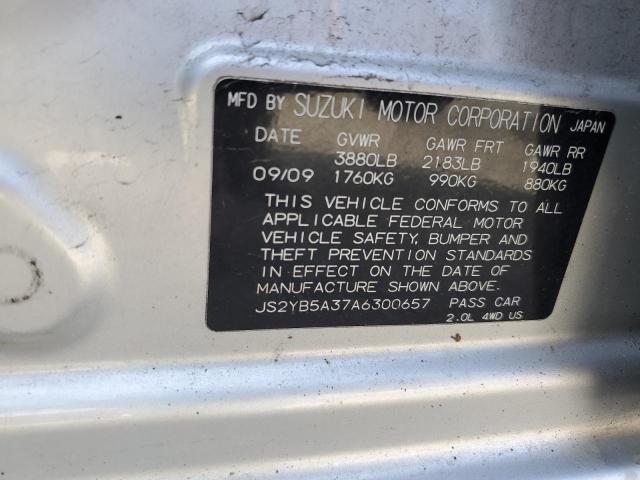 MFD BY SUZUKI MOTOR CORPORATION JAPAN
DATE GVWR GAWR FRT GAWR RR
3880LB 2183LB 1940LB
09/09 1760KG 990KG 880KG
THIS VEHICLE CONFORMS TO ALL
APPLICABLE FEDERAL MOTOR
VEHICLE SAFETY, BUMPER AND
THEFT PREVENTION STANDARDS
IN EFFECT ON THE DATE OF
MANUFACTURE SHOWN ABOVE.
JS2YB5A37A6300657 PASS CAR
2.0L 4WD US